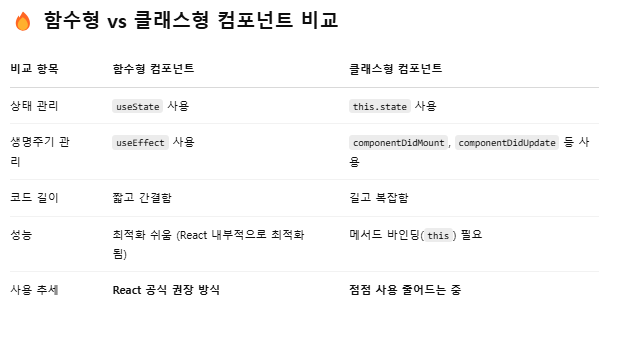 🔥 함수형 vs 클래스형 컴포넌트 비교
비교 항목 함수형 컴포넌트 클래스형 컴포넌트
상태 관리 useState 사용 this.state 사용
생명주기 관 useEffect 사용 componentDidMount, componentDidUpdate 등 사
리 용
코드 길이 짧고 간결함 길고 복잡함
성능 최적화 쉬움 (React 내부적으로 최적화 메서드 바인딩(this) 필요
됨)
사용 추세 React 공식 권장 방식 점점 사용 줄어드는 중